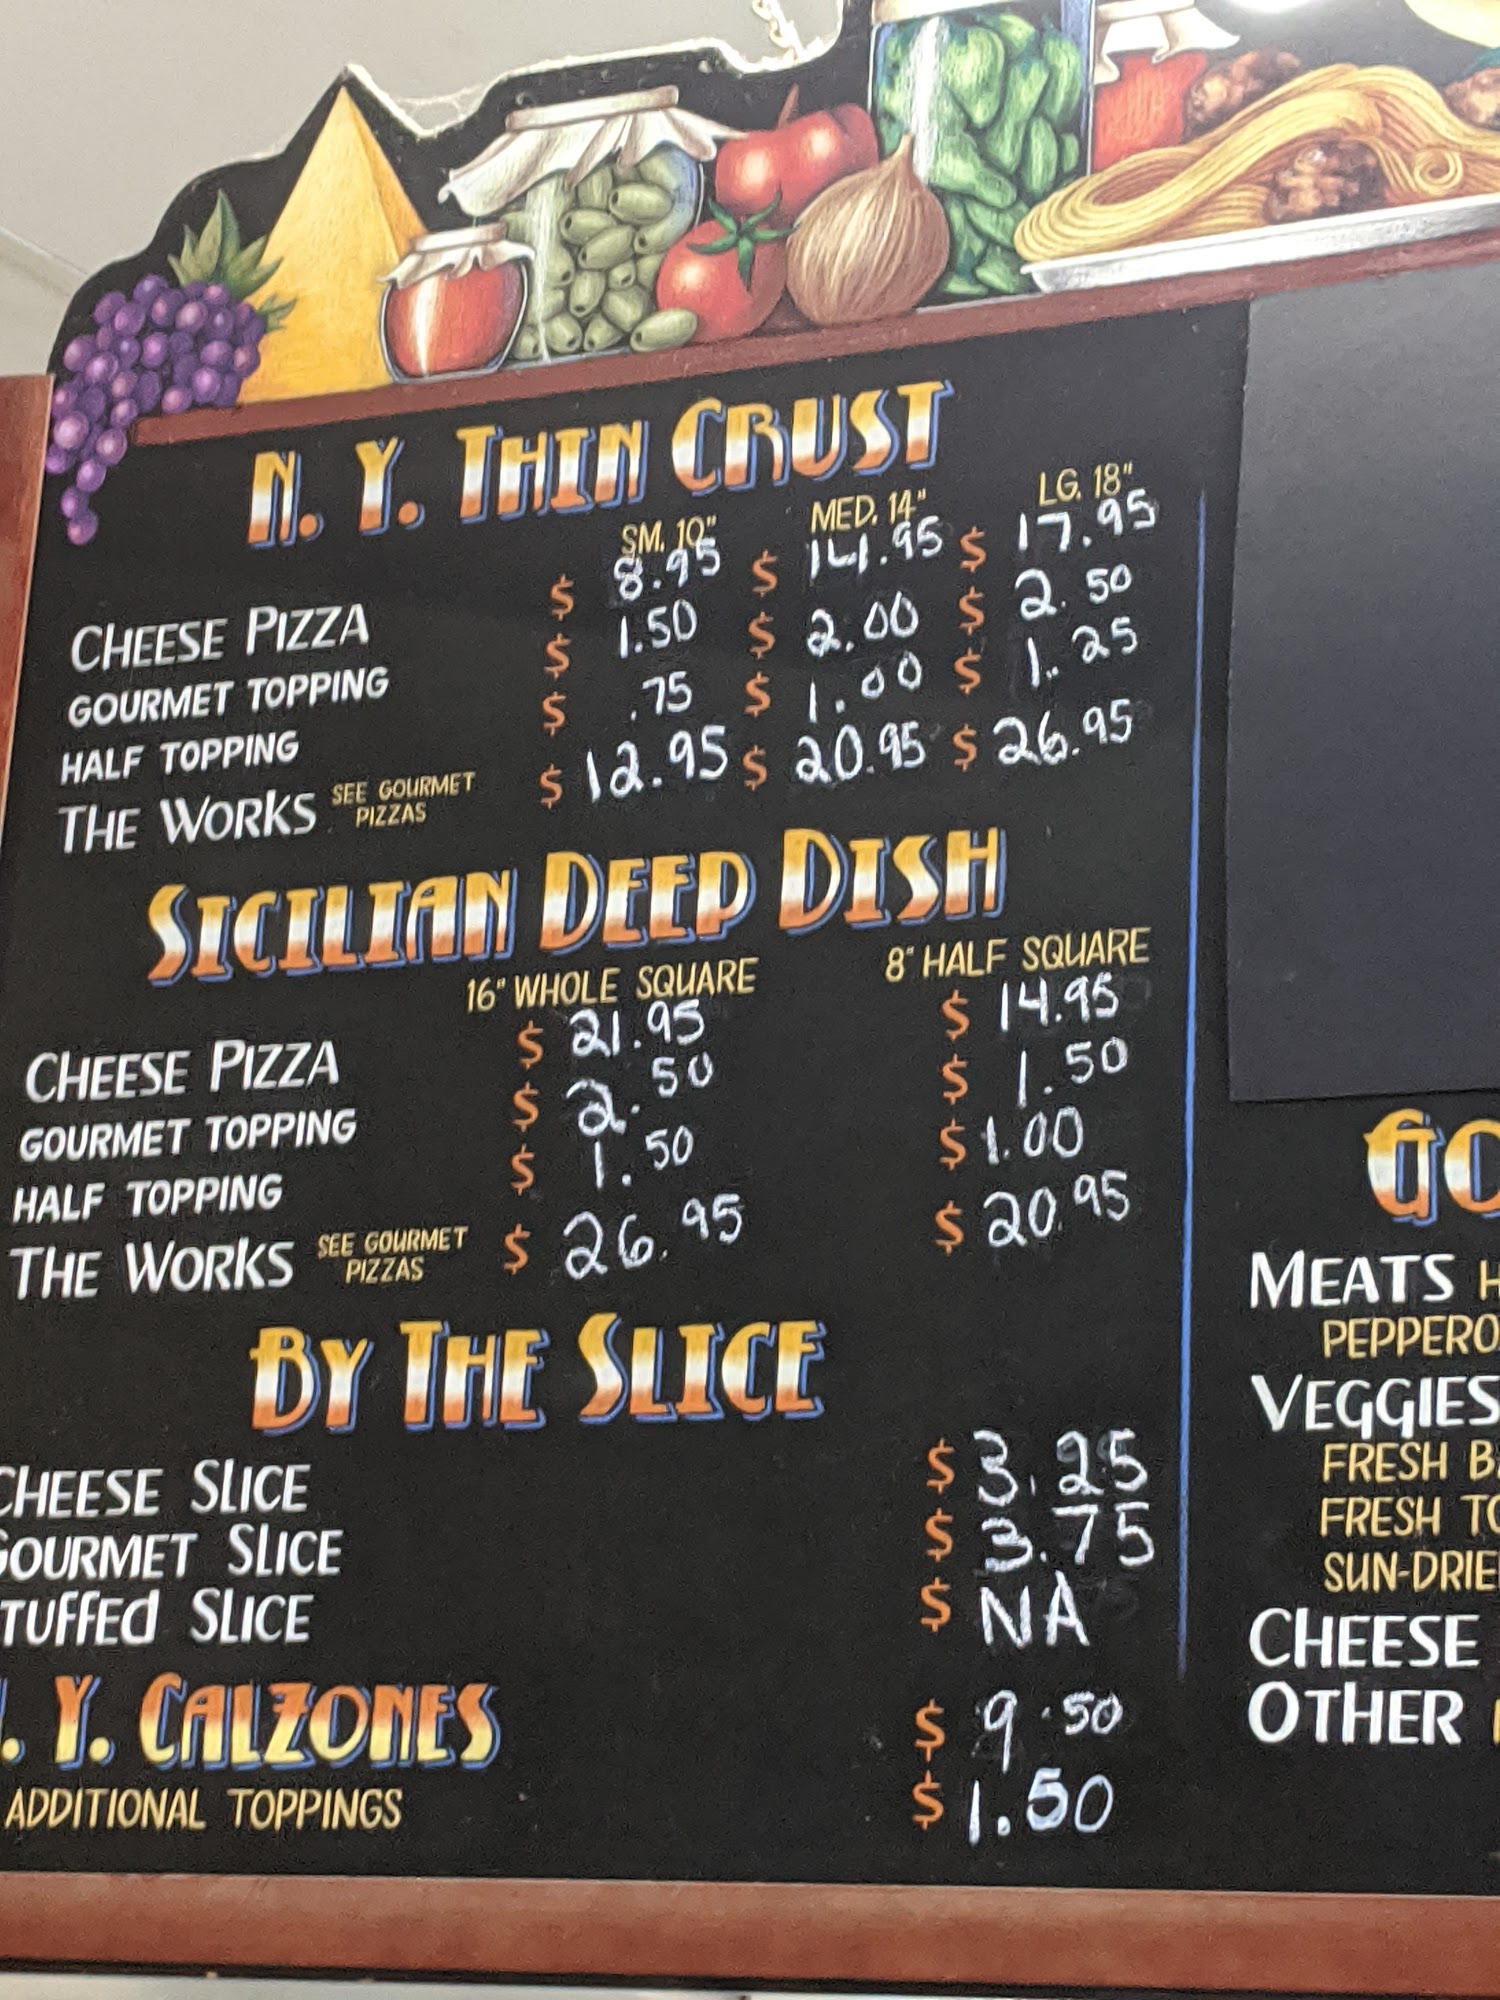 N. Y. THIN CRUST
SM. 10" MED. 14" LG. 18"
CHEESE PIZZA $ 8.95 $ 14.95 $ 17.95
GOURMET TOPPING $ 1.50 $ 2.00 $ 2.50
HALF TOPPING $ .75 $ 1.00 $ 1.25
THE WORKS SEE GOURMET PIZZAS $ 12.95 $ 20.95 $ 26.95
SICILIAN DEEP DISH
16" WHOLE SQUARE 8" HALF SQUARE
CHEESE PIZZA $ 21.95 $ 14.95
GOURMET TOPPING $ 2.50 $ 1.50
HALF TOPPING $ 1.50 $ 1.00
THE WORKS SEE GOURMET PIZZAS $ 26.95 $ 20.95
BY THE SLICE
CHEESE SLICE $ 3.25
GOURMET SLICE $ 3.75
TUFFED SLICE $ NA
. Y. CALZONES $ 9.50
ADDITIONAL TOPPINGS $ 1.50
GO
MEATS H
PEPPERO
VEGGIES
FRESH B
FRESH TO
SUN-DRIE
CHEESE
OTHER